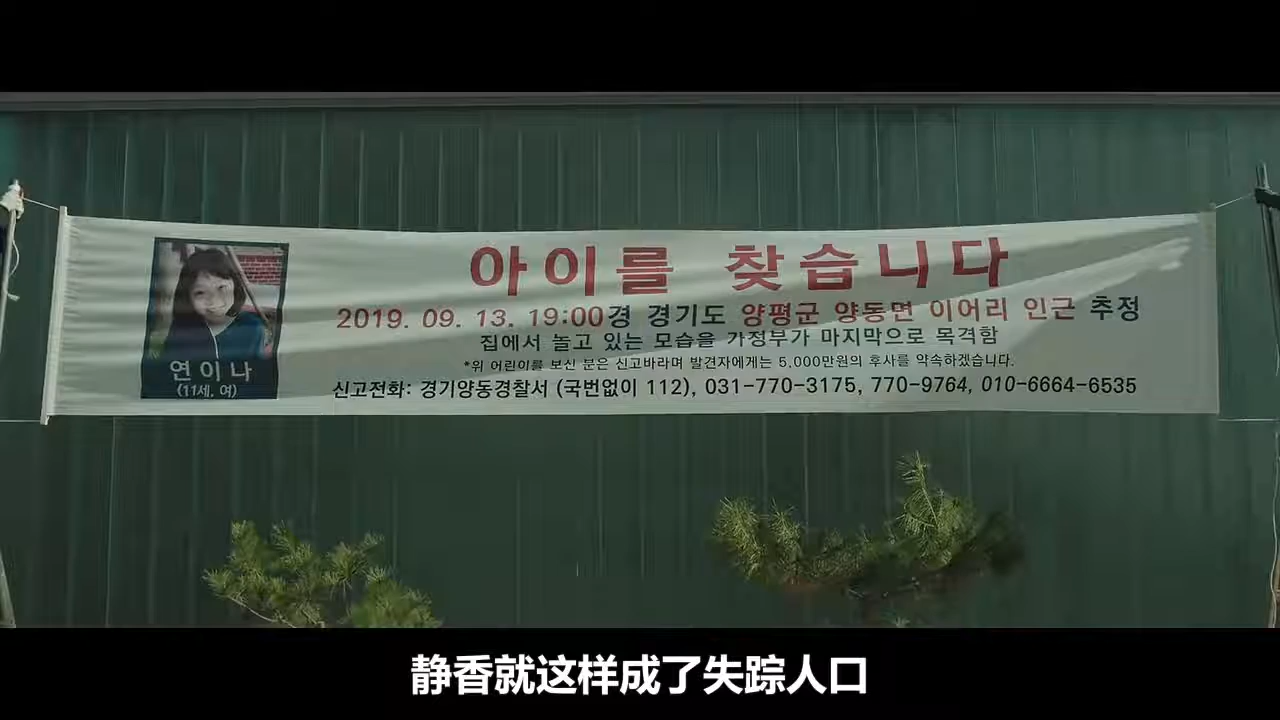 아이를 찾습니다
2019. 09. 13. 19:00경 경기도 양평군 양동면 이어리 인근 추정
집에서 놀고 있는 모습을 가정부가 마지막으로 목격함
*위 어린이를 보신 분은 신고바라며 발견자에게는 5,000만원의 후사를 약속하겠습니다.
신고전화: 경기양동경찰서 (국번없이 112), 031-770-3175, 770-9764, 010-6664-6535
연이나
(11세, 여)
静香就这样成了失踪人口